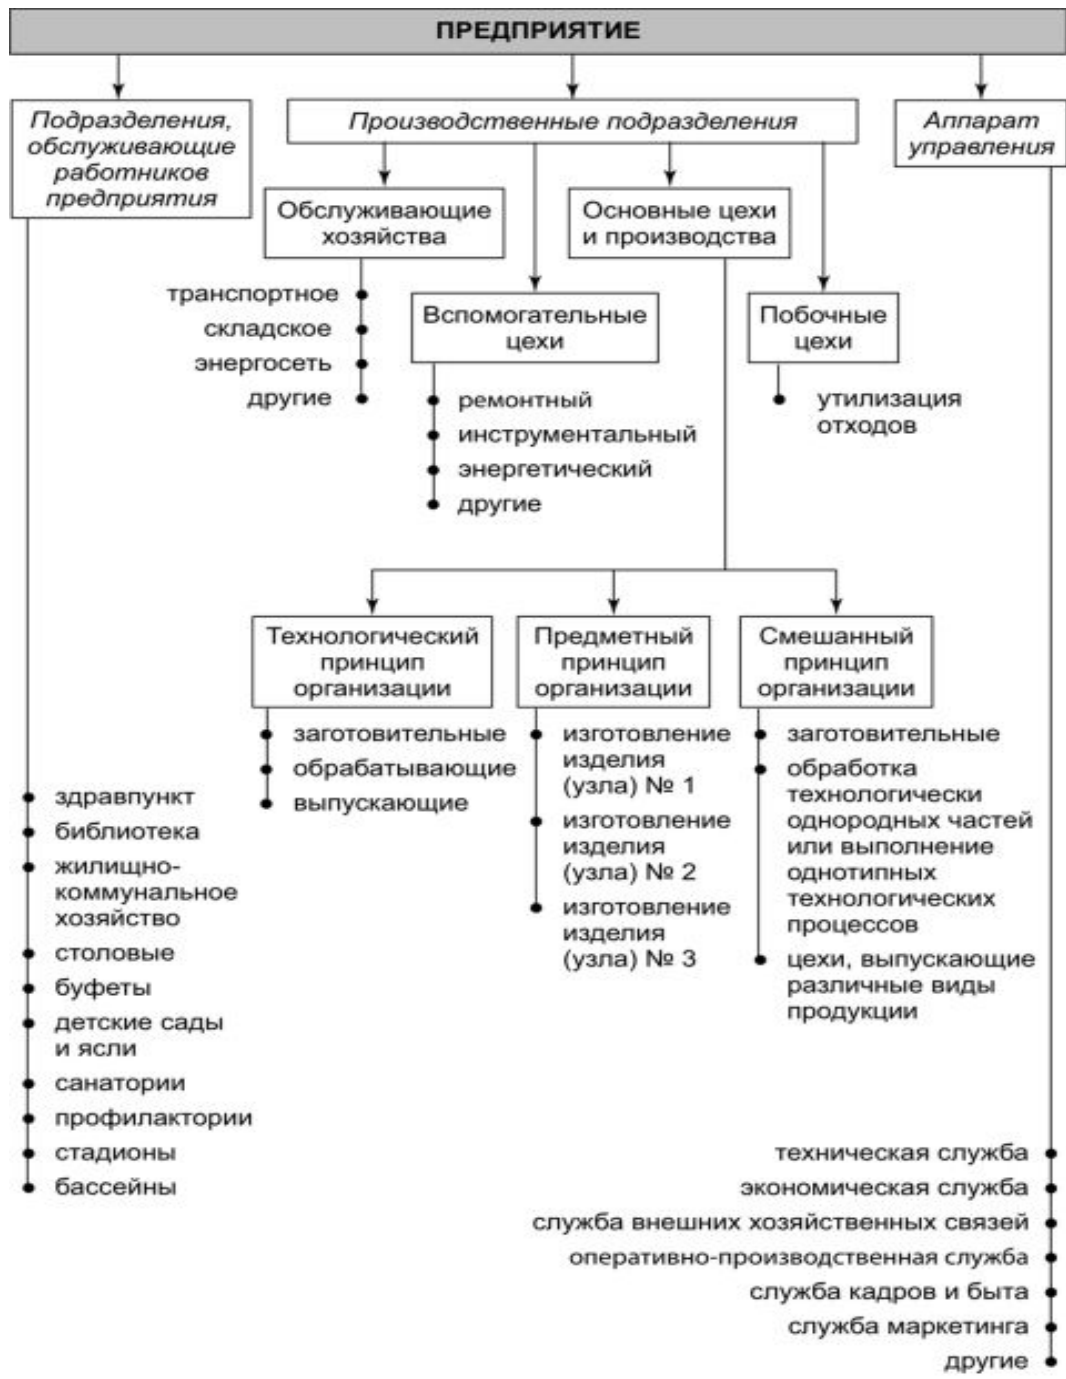 ПРЕДПРИЯТИЕ
Подразделения,
обслуживающие
работников
предприятия
Производственные подразделения
Аппарат
управления
Обслуживающие
хозяйства
Основные цехи
и производства
транспортное
складское
энергосеть
другие
Вспомогательные
цехи
Побочные
цехи
ремонтный
инструментальный
энергетический
другие
утилизация
отходов
Технологический
принцип
организации
Предметный
принцип
организации
Смешанный
принцип
организации
заготовительные
обрабатывающие
выпускающие
изготовление
изделия
(узла) № 1
изготовление
изделия
(узла) № 2
изготовление
изделия
(узла) № 3
заготовительные
обработка
технологически
однородных частей
или выполнение
однотипных
технологических
процессов
цехи, выпускающие
различные виды
продукции
здравпункт
библиотека
жилищно-
коммунальное
хозяйство
столовые
буфеты
детские сады
и ясли
санатории
профилактории
стадионы
бассейны
техническая служба
экономическая служба
служба внешних хозяйственных связей
оперативно-производственная служба
служба кадров и быта
служба маркетинга
другие